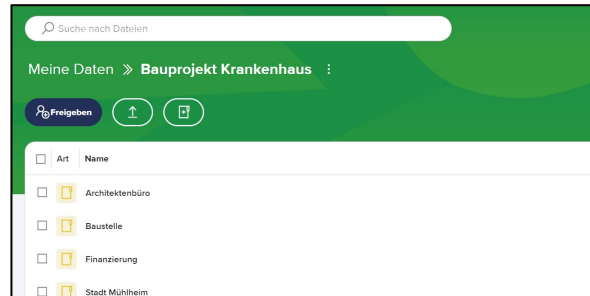 Suche nach Dateien
Meine Daten » Bauprojekt Krankenhaus
Freigeben
Art Name
Architektenbüro
Baustelle
Finanzierung
Stadt Mühlheim